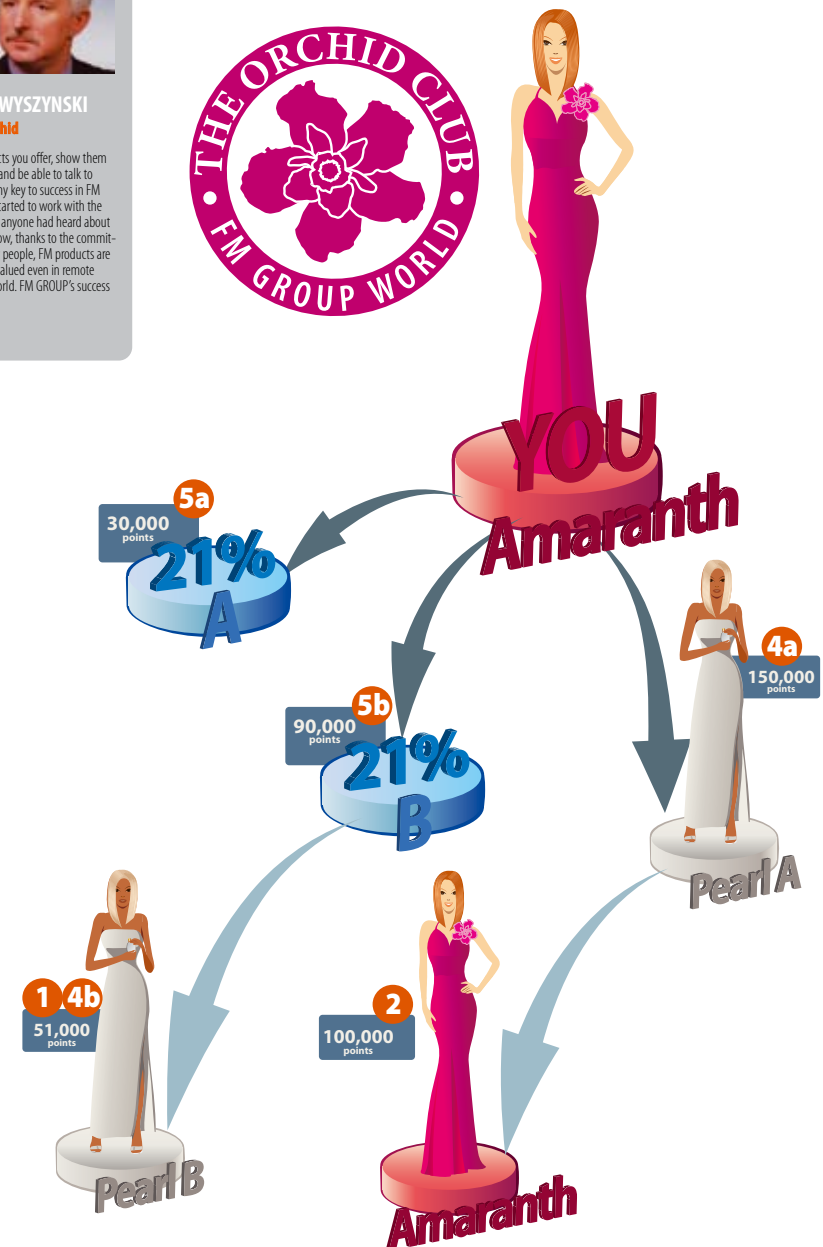 WYSZYNSKI
hid
cts you offer, show them
and be able to talk to
ny key to success in FM
tarted to work with the
anyone had heard about
ow, thanks to the commit-
people, FM products are
alued even in remote
orld. FM GROUP's success
THE ORCHID CLUB
FM GROUP WORLD
YOU
Amaranth
5a
30,000
points
21%
A
4a
150,000
points
5b
90,000
points
21%
B
Pearl A
1 4b
51,000
points
2
100,000
points
Pearl B
Amaranth